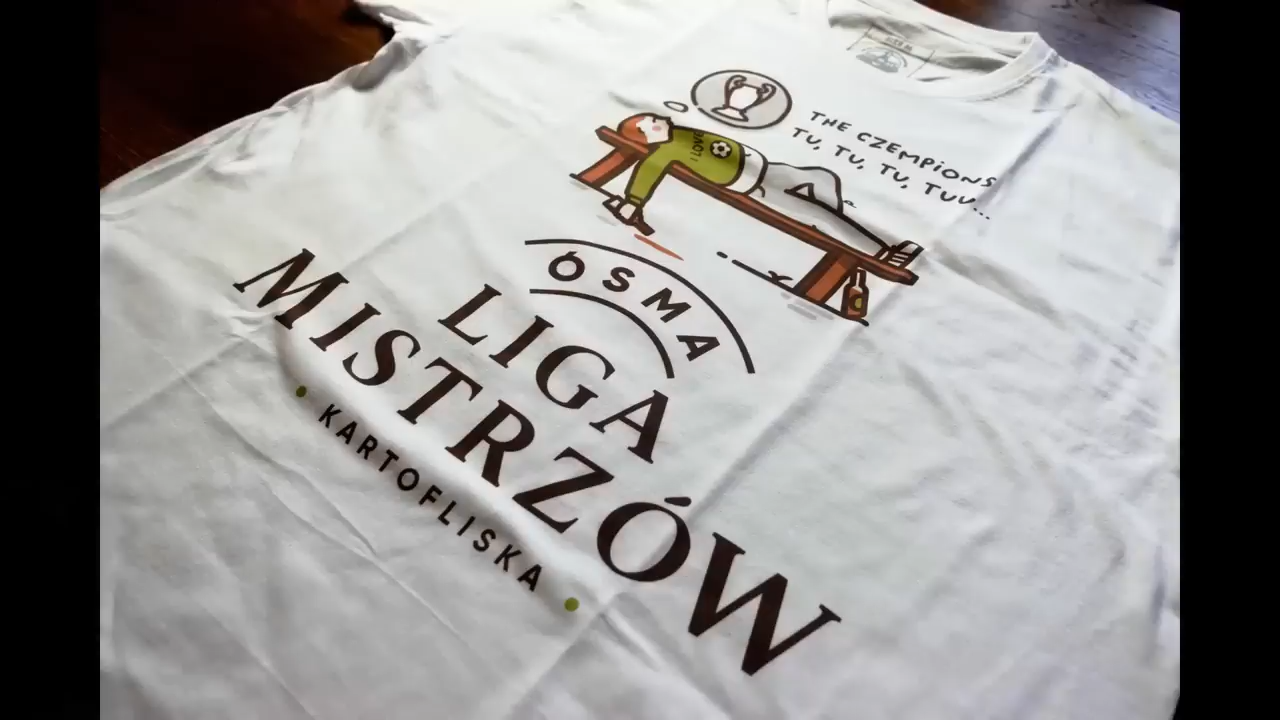 THE CZEMPIONS
TU, TU, TU, TUU...
ÓSMA
LIGA
MISTRZÓW
KARTOFLISKA